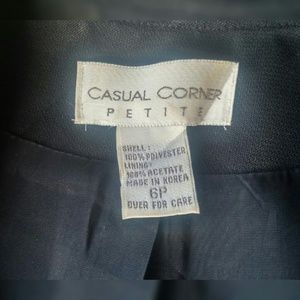 CASUAL CORNER
PETITE
SHELL:
100% POLYESTER
LINING:
100% ACETATE
MADE IN KOREA
6P
OVER FOR CARE